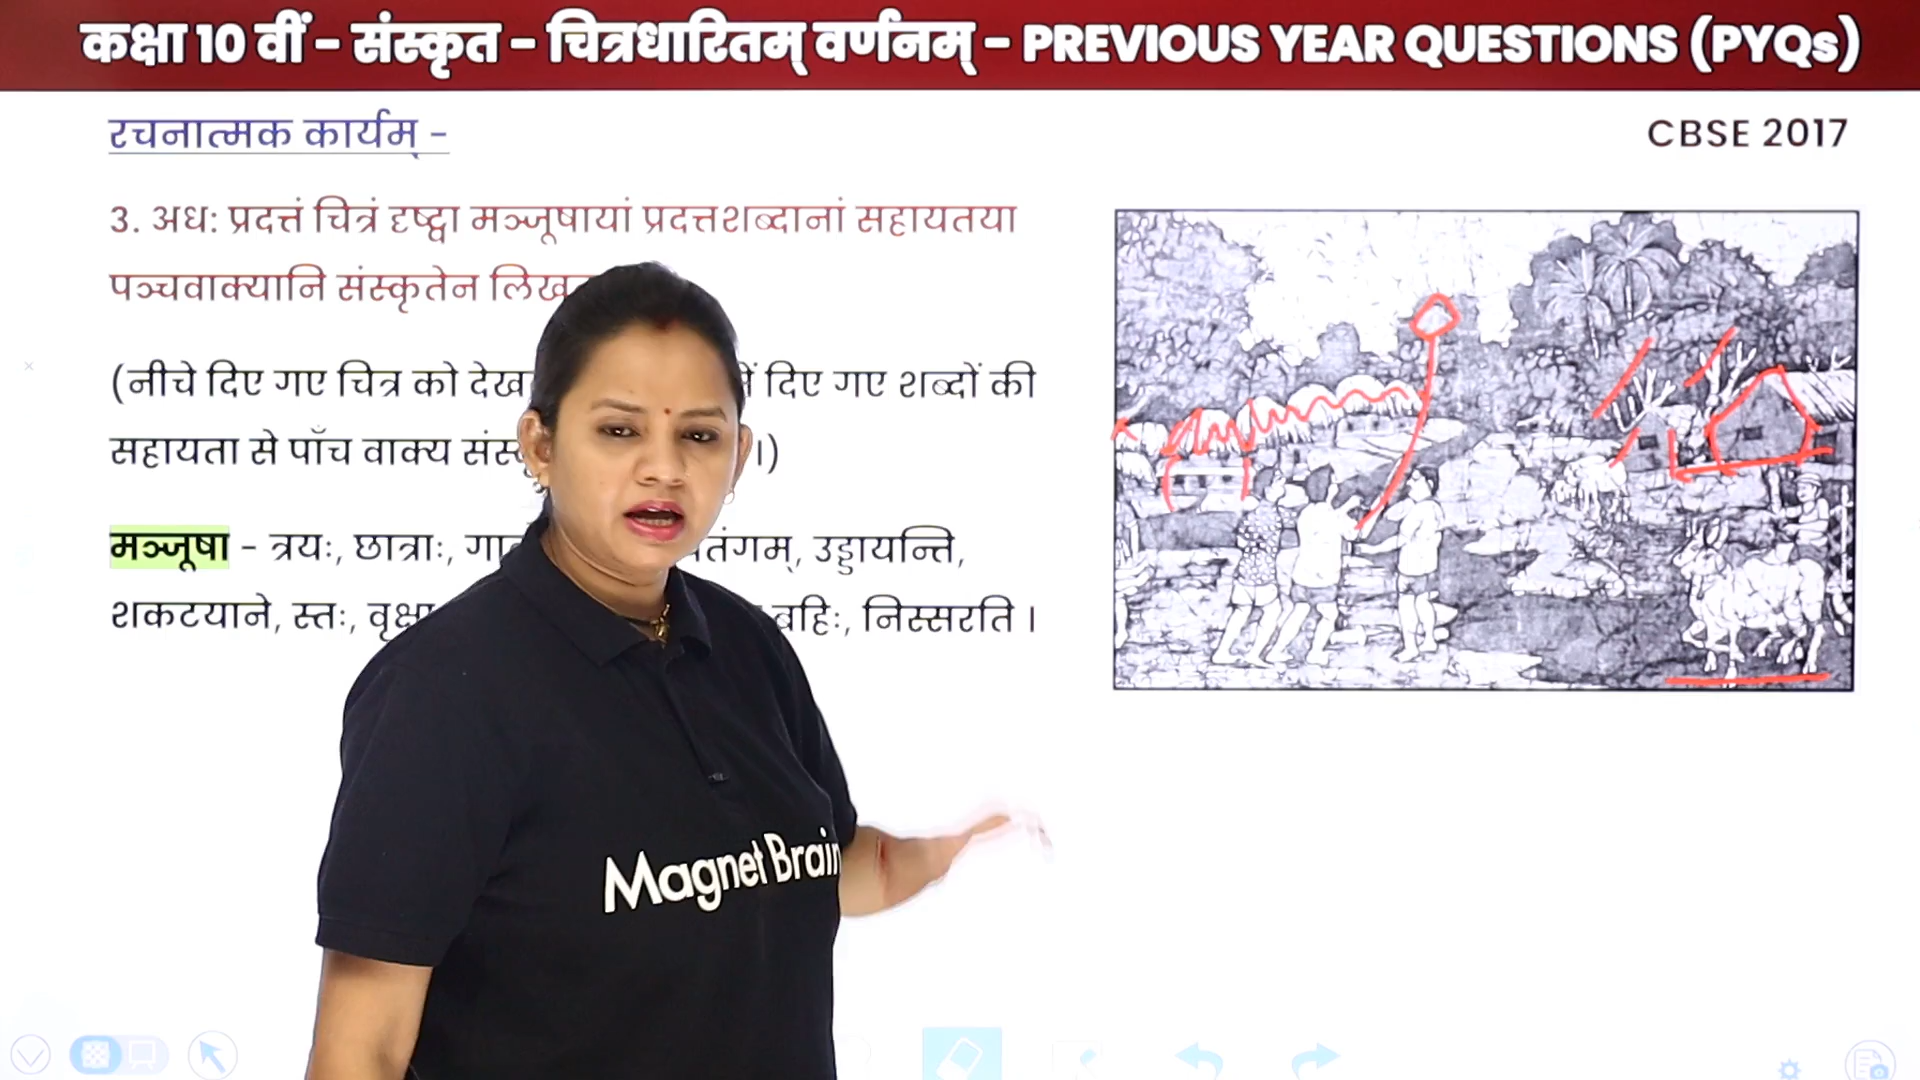 कक्षा 10 वीं - संस्कृत - चित्रधारितम् वर्णनम् - PREVIOUS YEAR QUESTIONS (PYQs)
रचनात्मक कार्यम् -
CBSE 2017
3. अध: प्रदत्तं चित्रं दृष्ट्वा मञ्जूषायां प्रदत्तशब्दानां सहायतया
पञ्चवाक्यानि संस्कृतेन
(नीचे दिए गए चित्र को दिए गए शब्दों की
सहायता से पाँच वाक्य
मञ्जूषा - त्रयः, छात्राः, उड्डायन्ति,
शकटयाने, स्तः, वहिः, निस्सरति ।
Magnet Brain